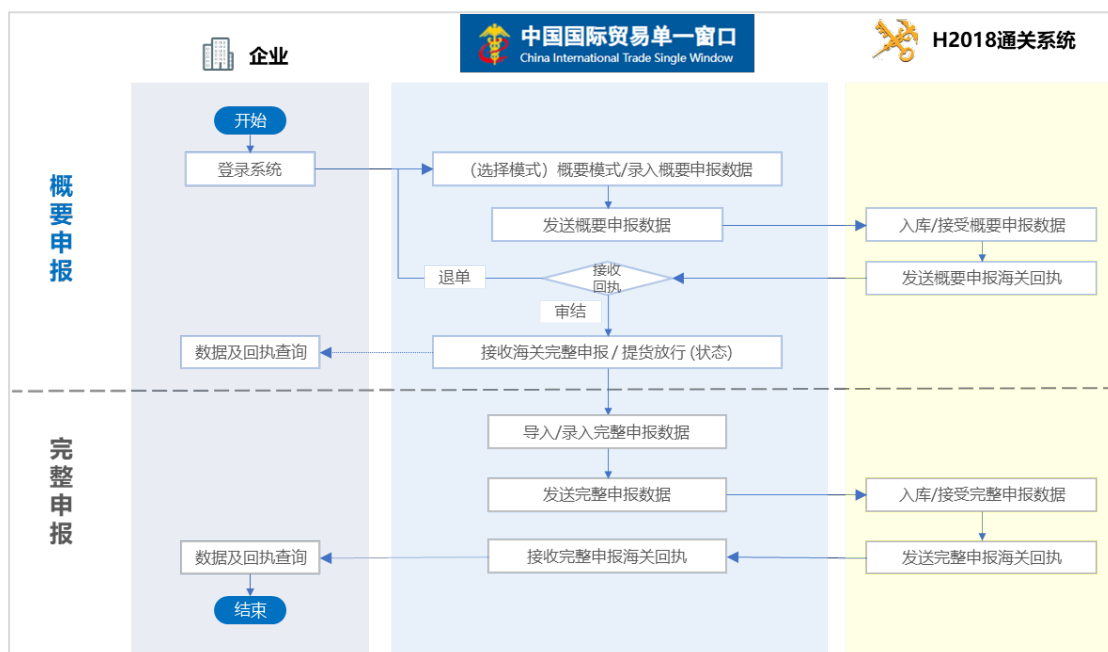 企业
中国国际贸易单一窗口
China International Trade Single Window
H2018通关系统
概要申报
开始
登录系统
（选择模式）概要模式/录入概要申报数据
发送概要申报数据
入库/接受概要申报数据
退单
接收
回执
发送概要申报海关回执
审结
数据及回执查询
接收海关完整申报 / 提货放行 (状态)
完整申报
导入/录入完整申报数据
发送完整申报数据
入库/接受完整申报数据
数据及回执查询
接收完整申报海关回执
发送完整申报海关回执
结束